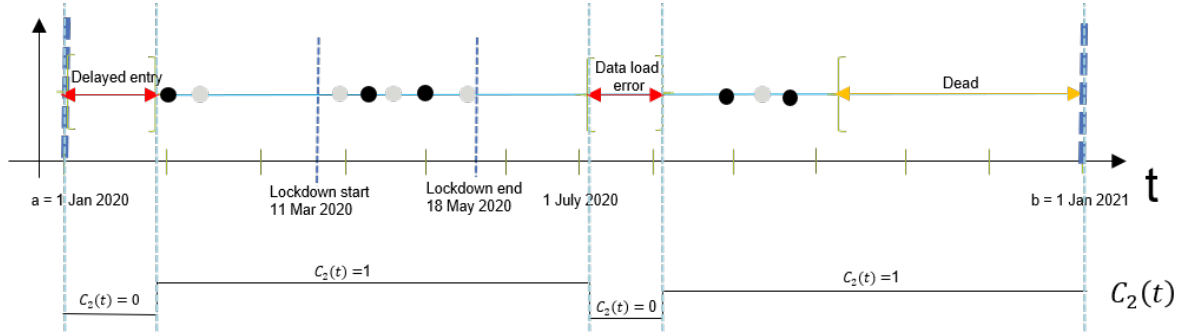 Delayed entry
Data load
error
Dead
t
a = 1 Jan 2020
Lockdown start
11 Mar 2020
Lockdown end
18 May 2020
1 July 2020
b = 1 Jan 2021
C₂(t) = 0
C₂(t) =1
C₂(t) = 0
C₂(t) =1
C₂(t)